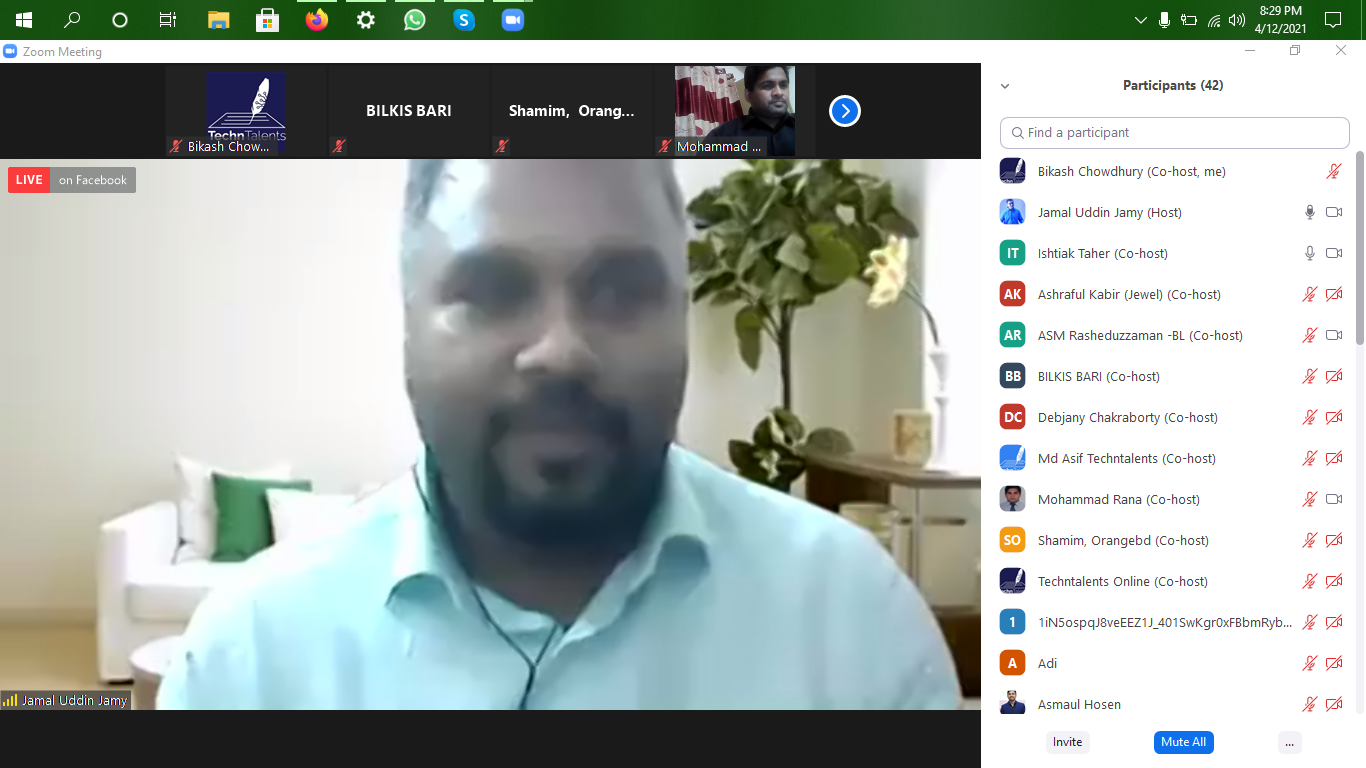 8:29 PM
4/12/2021
Zoom Meeting
TechnTalents
Bikash Chow...
BILKIS BARI
Shamim, Orang...
Mohammad ...
LIVE on Facebook
Jamal Uddin Jamy
Participants (42)
Find a participant
Bikash Chowdhury (Co-host, me)
Jamal Uddin Jamy (Host)
IT Ishtiak Taher (Co-host)
AK Ashraful Kabir (Jewel) (Co-host)
AR ASM Rasheduzzaman -BL (Co-host)
BB BILKIS BARI (Co-host)
DC Debjany Chakraborty (Co-host)
Md Asif Techntalents (Co-host)
Mohammad Rana (Co-host)
SO Shamim, Orangebd (Co-host)
Techntalents Online (Co-host)
1 1iN5ospqJ8veEEZ1J_401SwKgr0xFBbmRyb...
A Adi
Asmaul Hosen
Invite
Mute All
...